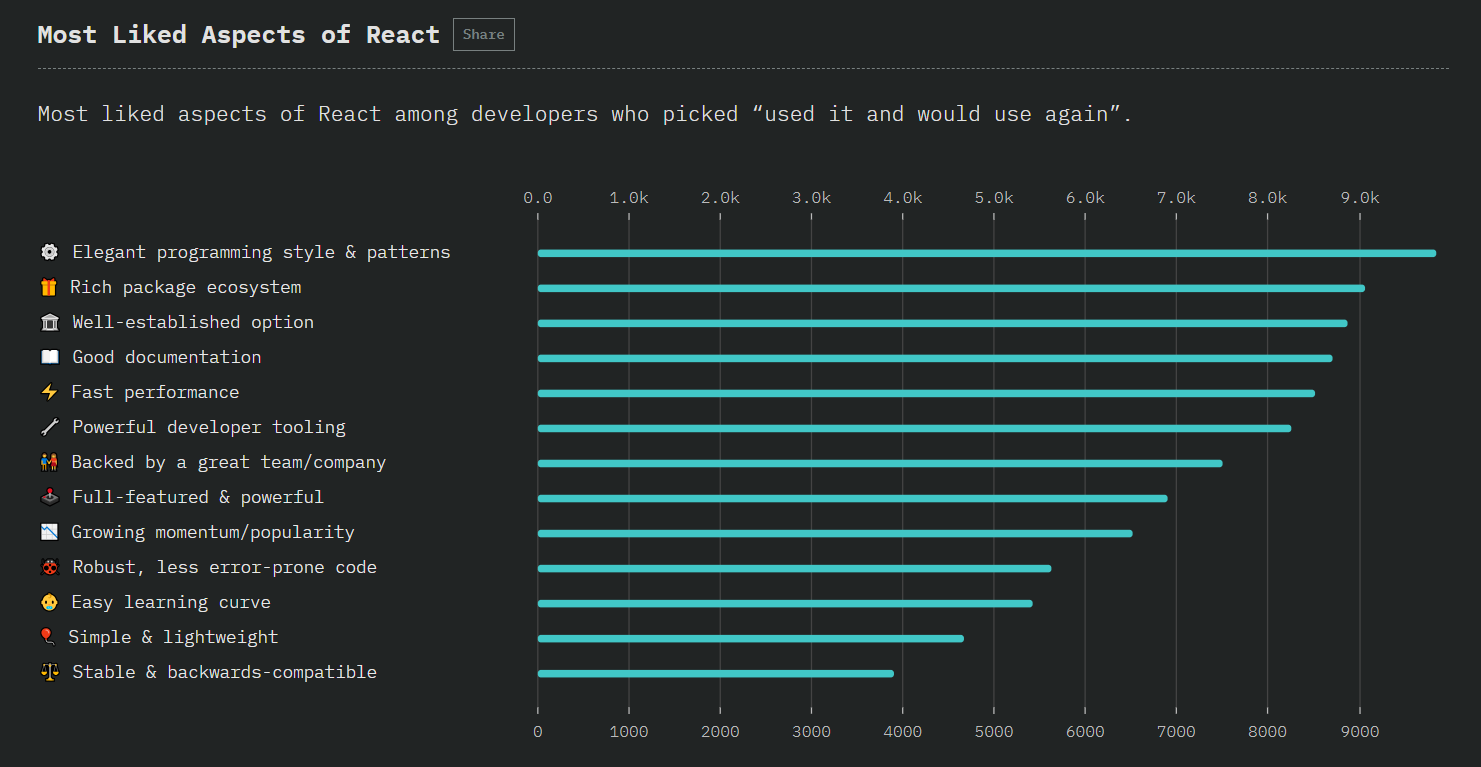 Most Liked Aspects of React Share
Most liked aspects of React among developers who picked “used it and would use again”.
0.0 1.0k 2.0k 3.0k 4.0k 5.0k 6.0k 7.0k 8.0k 9.0k
Elegant programming style & patterns
Rich package ecosystem
Well-established option
Good documentation
Fast performance
Powerful developer tooling
Backed by a great team/company
Full-featured & powerful
Growing momentum/popularity
Robust, less error-prone code
Easy learning curve
Simple & lightweight
Stable & backwards-compatible
0 1000 2000 3000 4000 5000 6000 7000 8000 9000